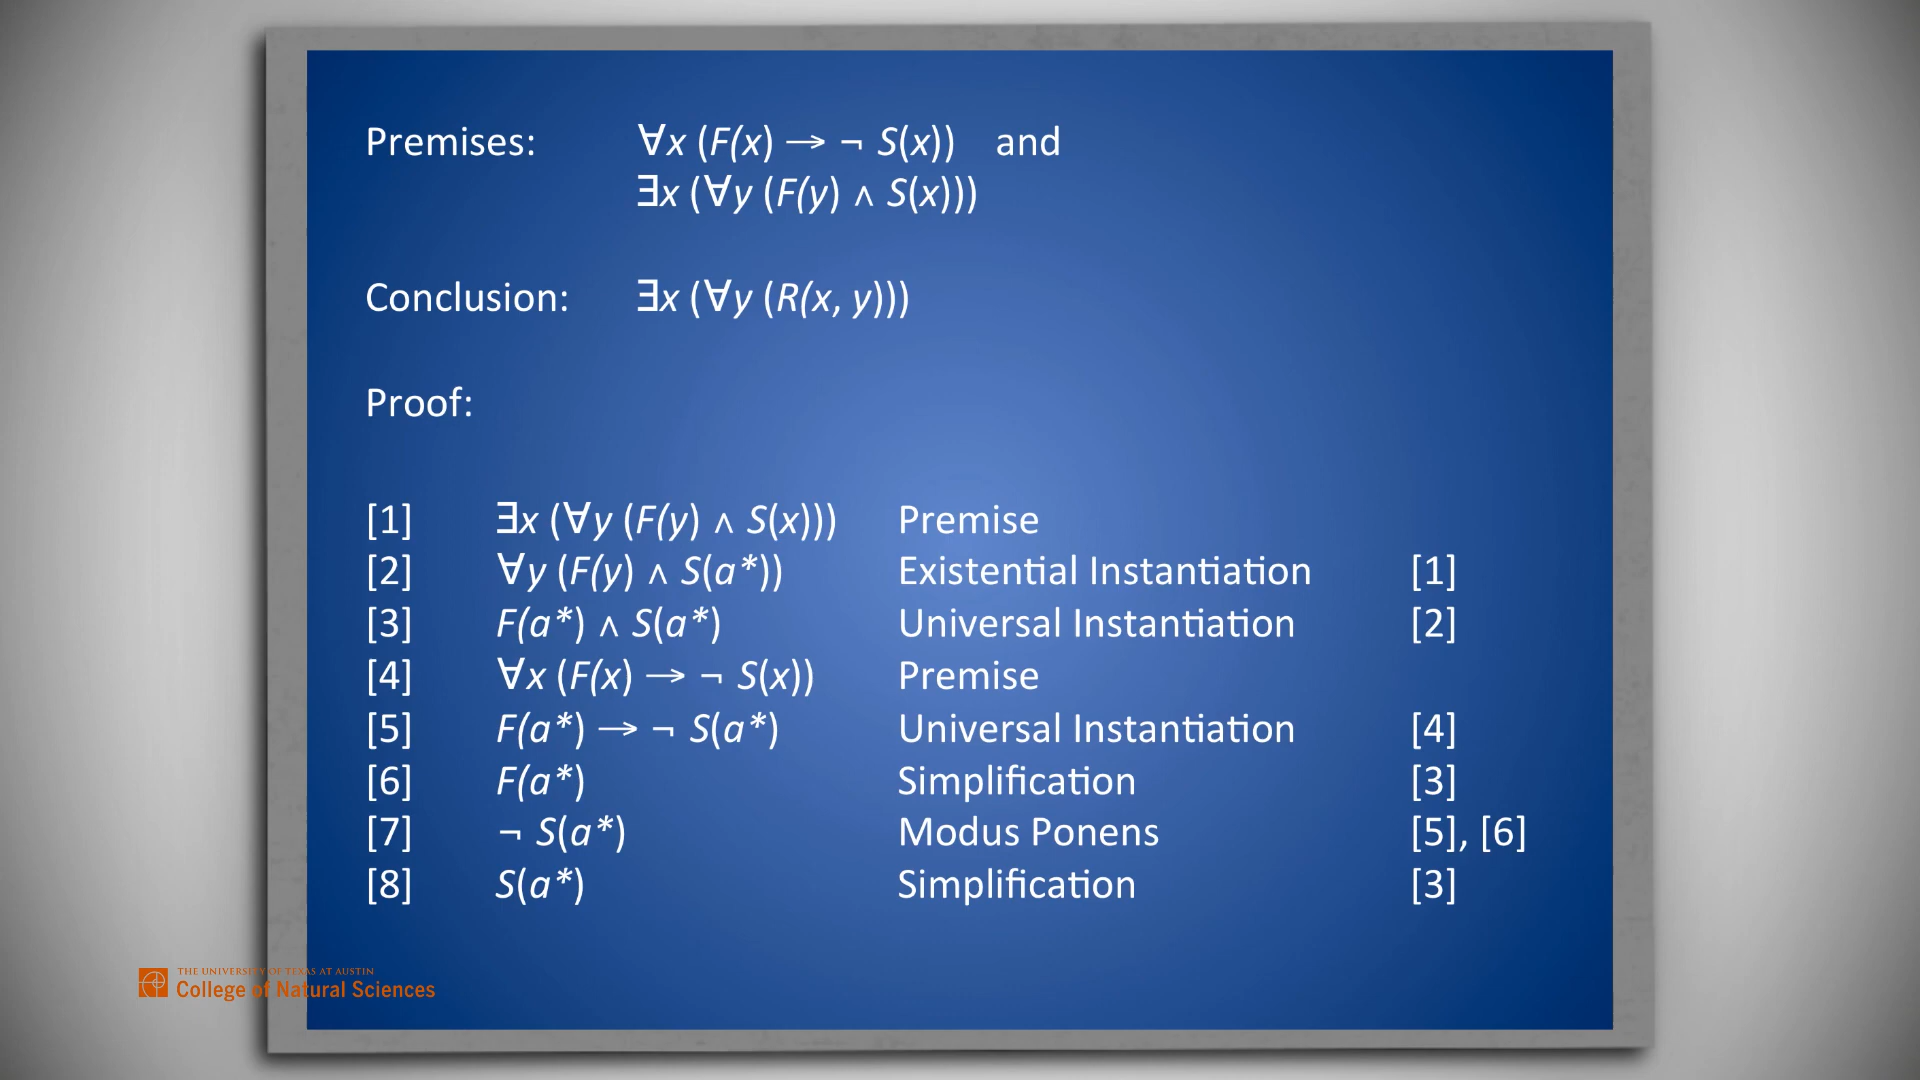 Premises: ∀x (F(x) → ¬ S(x)) and
∃x (∀y (F(y) ∧ S(x)))
Conclusion: ∃x (∀y (R(x, y)))
Proof:
[1] ∃x (∀y (F(y) ∧ S(x))) Premise
[2] ∀y (F(y) ∧ S(a*)) Existential Instantiation [1]
[3] F(a*) ∧ S(a*) Universal Instantiation [2]
[4] ∀x (F(x) → ¬ S(x)) Premise
[5] F(a*) → ¬ S(a*) Universal Instantiation [4]
[6] F(a*) Simplification [3]
[7] ¬ S(a*) Modus Ponens [5], [6]
[8] S(a*) Simplification [3]
THE UNIVERSITY OF TEXAS AT AUSTIN
College of Natural Sciences